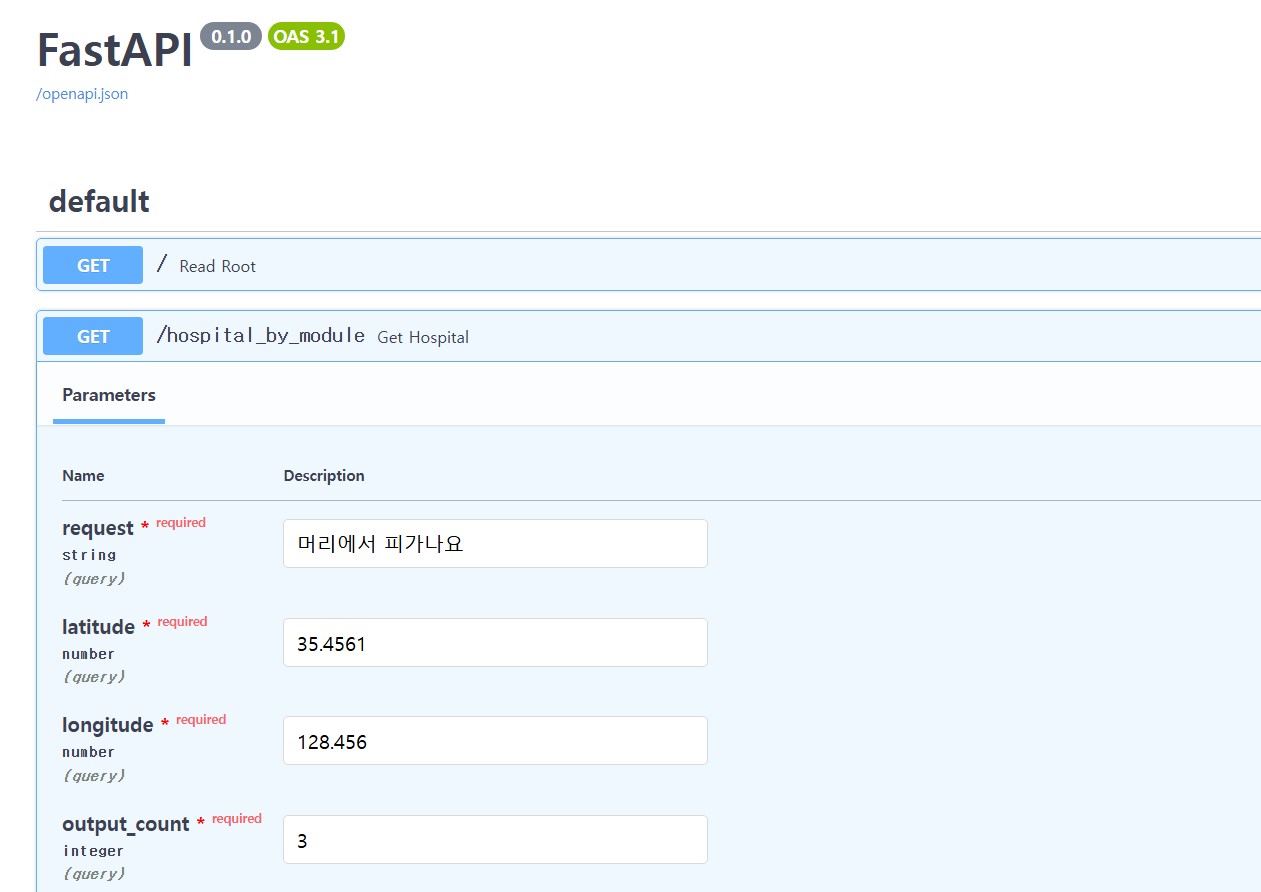 FastAPI 0.1.0 OAS 3.1
/openapi.json
default
GET / Read Root
GET /hospital_by_module Get Hospital
Parameters
Name Description
request * required
string
(query)
머리에서 피가나요
latitude * required
number
(query)
35.4561
longitude * required
number
(query)
128.456
output_count * required
integer
(query)
3